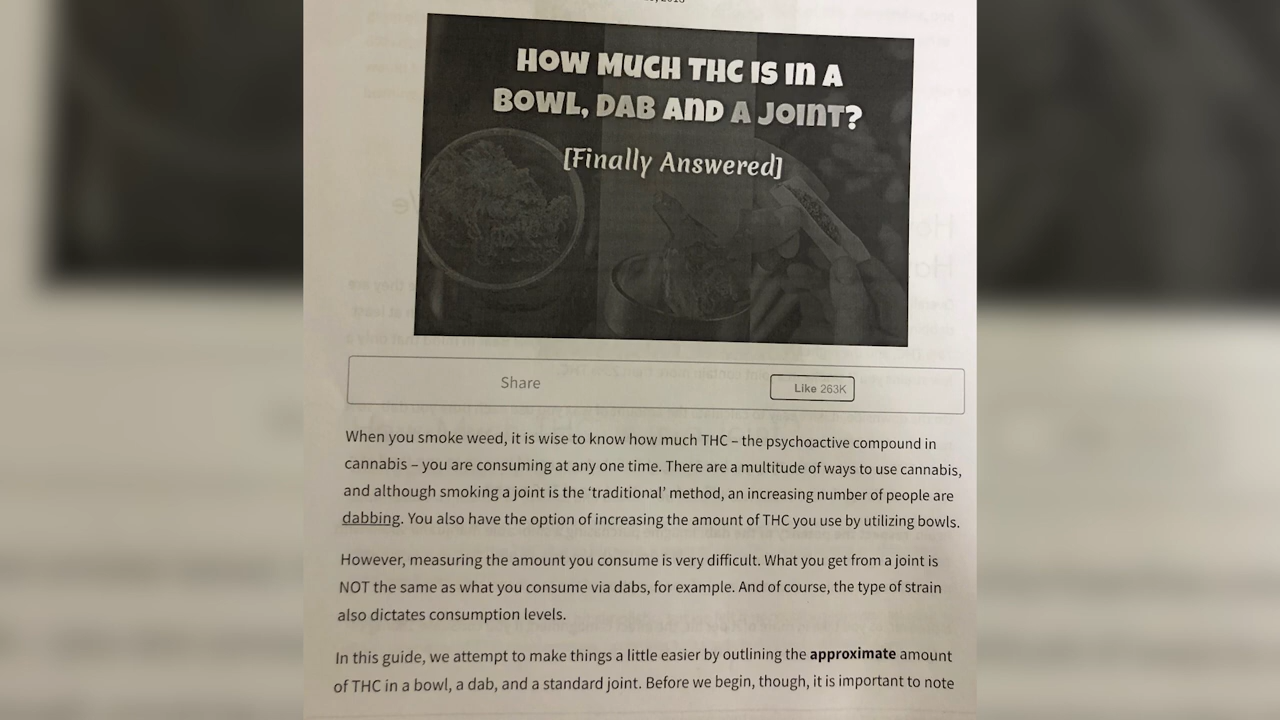 HOW MUCH THC IS IN A
BOWL, DAB AND A JOINT?
[Finally Answered]
Share
Like 263K
When you smoke weed, it is wise to know how much THC – the psychoactive compound in
cannabis – you are consuming at any one time. There are a multitude of ways to use cannabis,
and although smoking a joint is the ‘traditional’ method, an increasing number of people are
dabbing. You also have the option of increasing the amount of THC you use by utilizing bowls.
However, measuring the amount you consume is very difficult. What you get from a joint is
NOT the same as what you consume via dabs, for example. And of course, the type of strain
also dictates consumption levels.
In this guide, we attempt to make things a little easier by outlining the approximate amount
of THC in a bowl, a dab, and a standard joint. Before we begin, though, it is important to note